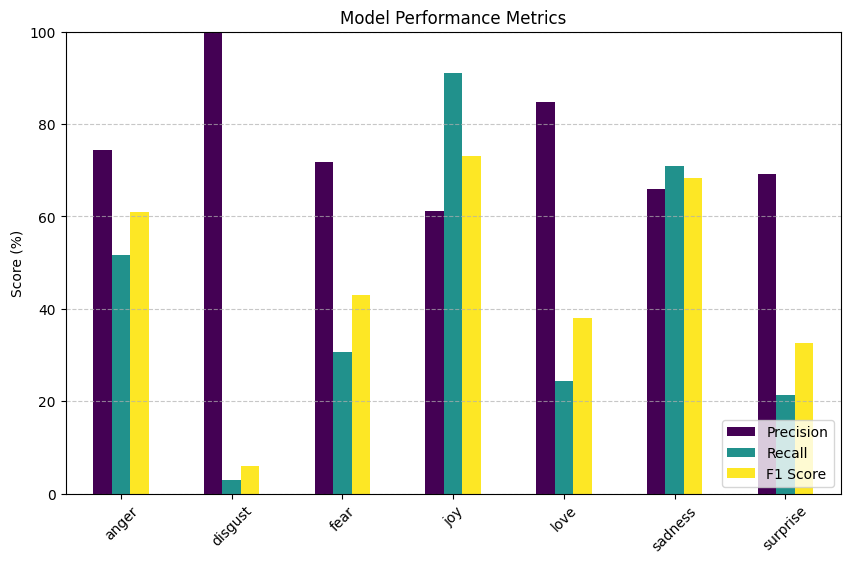 Model Performance Metrics
100
80
60
40
20
0
Score (%)
anger
disgust
fear
joy
love
sadness
surprise
Precision
Recall
F1 Score